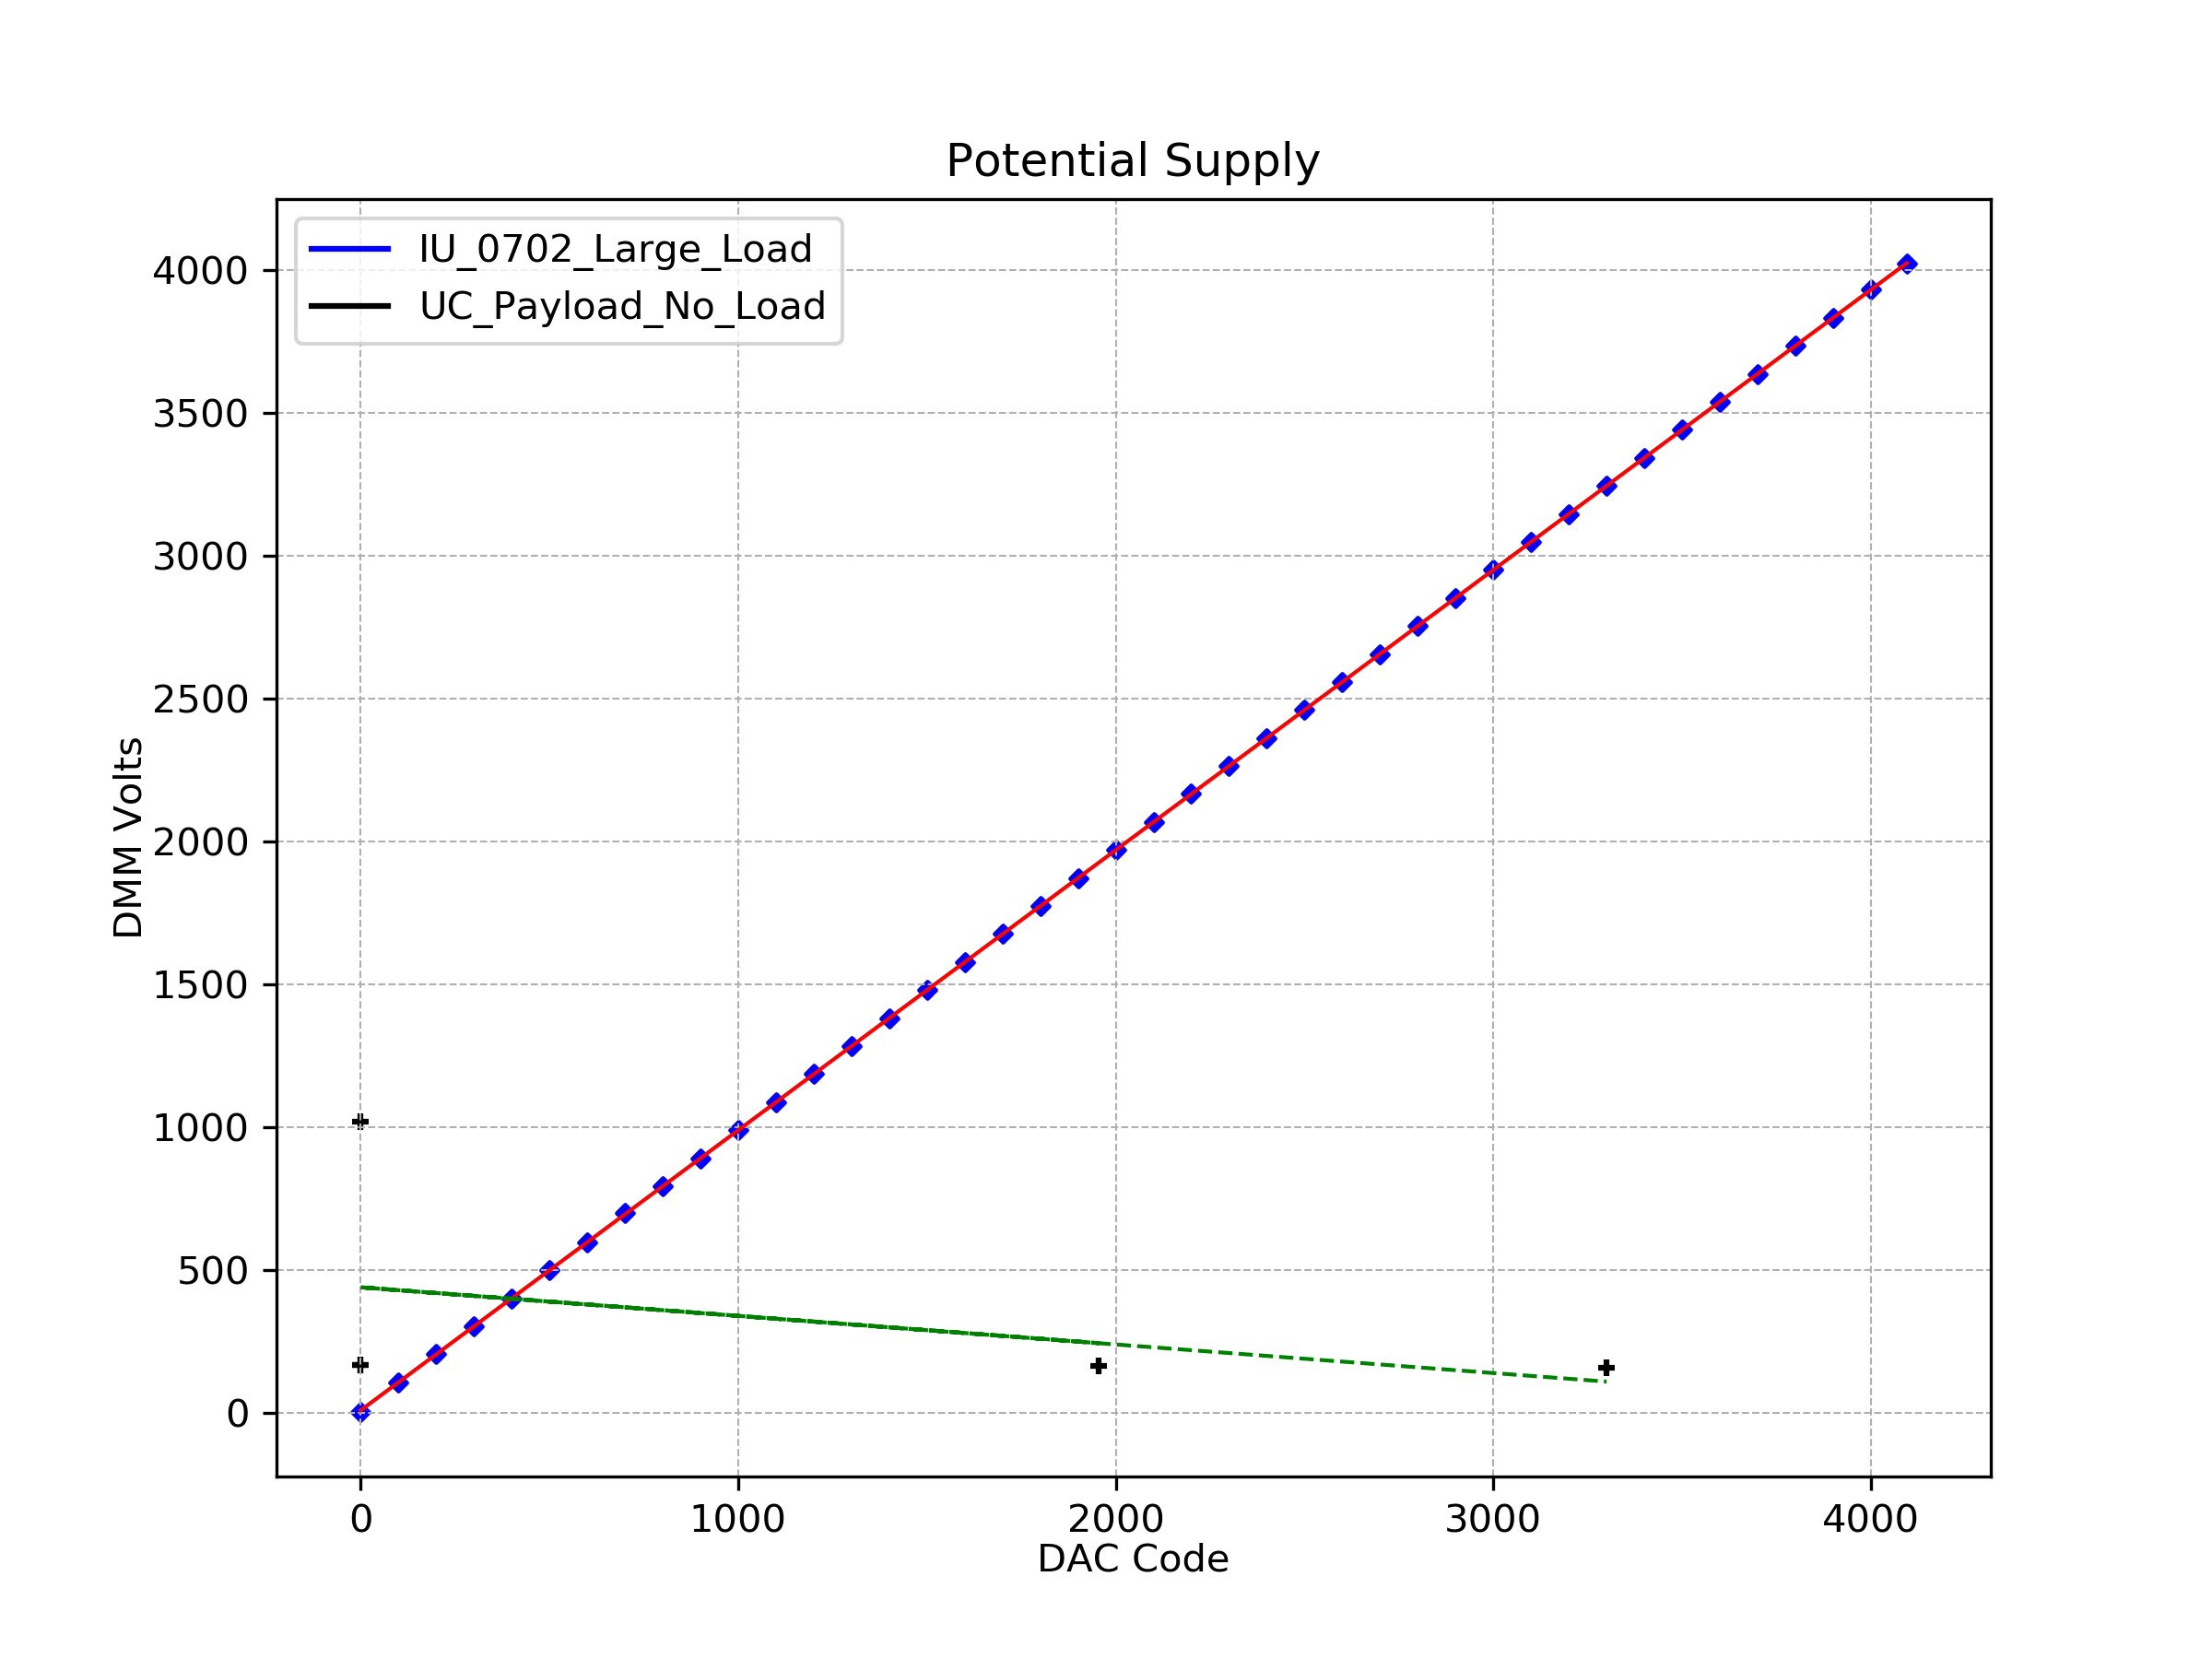 Potential Supply
IU_0702_Large_Load
UC_Payload_No_Load
4000
3500
3000
2500
2000
1500
1000
500
0
DMM Volts
0 1000 2000 3000 4000
DAC Code